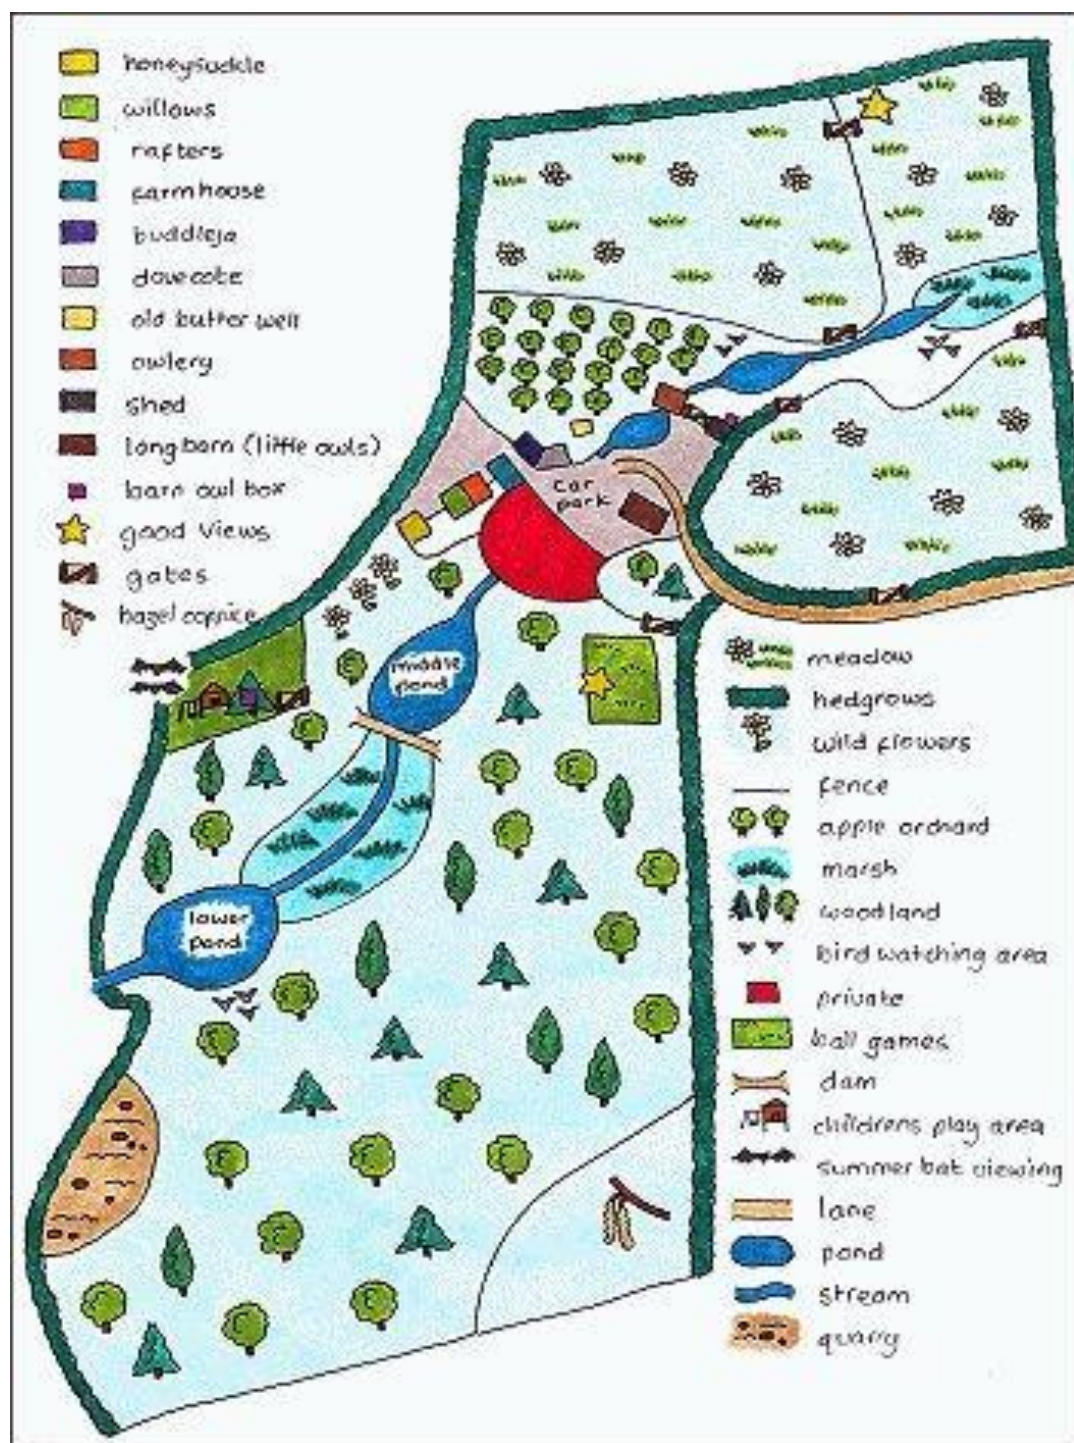 honeysuckle
willows
rafters
farmhouse
buddleja
dovecote
old butter well
owlery
shed
longbarn (little owls)
barn owl box
good views
gates
hazel coppice
car
park
middle
pond
lower
pond
meadow
hedgrows
wild flowers
fence
apple orchard
marsh
woodland
bird watching area
private
ball games
dam
childrens play area
summer bat viewing
lane
pond
stream
quarry